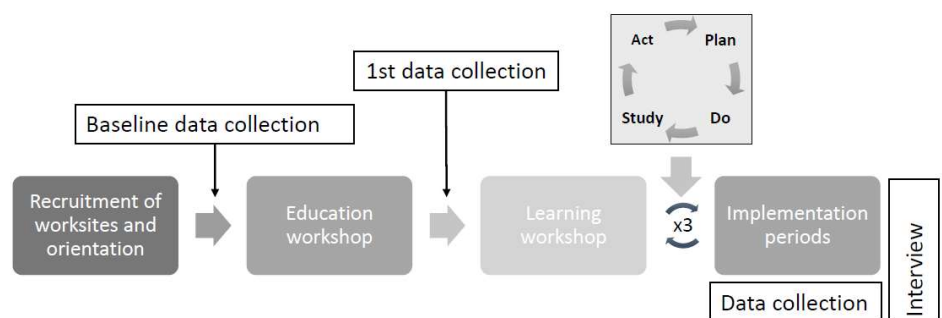 Act
Plan
Study
Do
1st data collection
Baseline data collection
Recruitment of
worksites and
orientation
Education
workshop
Learning
workshop
x3
Implementation
periods
Data collection
Interview